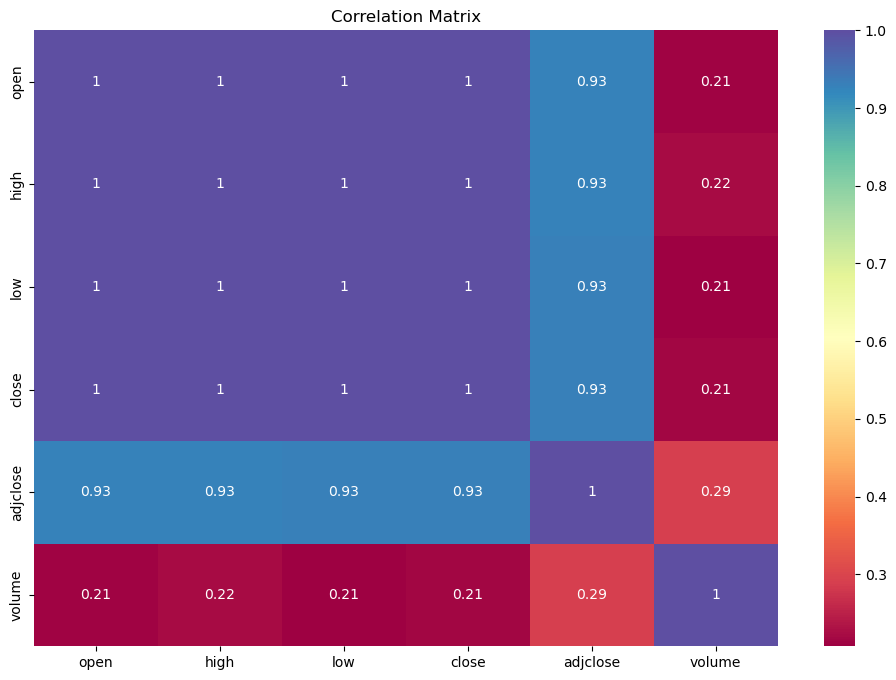 Correlation Matrix
open 1 1 1 1 0.93 0.21
high 1 1 1 1 0.93 0.22
low 1 1 1 1 0.93 0.21
close 1 1 1 1 0.93 0.21
adjclose 0.93 0.93 0.93 0.93 1 0.29
volume 0.21 0.22 0.21 0.21 0.29 1
open high low close adjclose volume
1.0
0.9
0.8
0.7
0.6
0.5
0.4
0.3